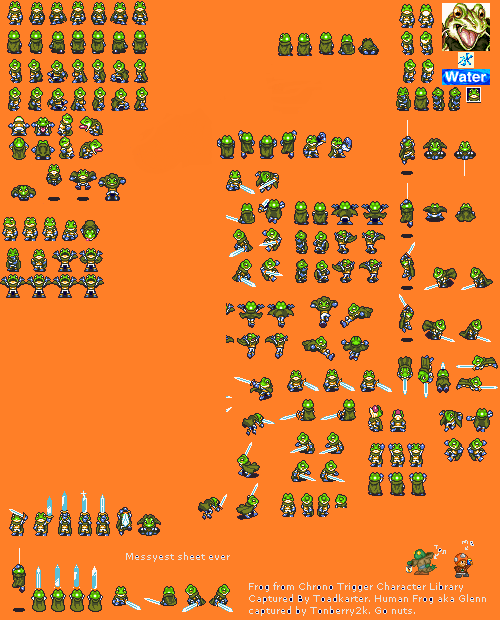 Water
Messyest sheet ever
Frog from Chrono Trigger Character Library
Captured By Toadkarter. Human Frog aka Glenn
captured by Tonberry2k. Go nuts.